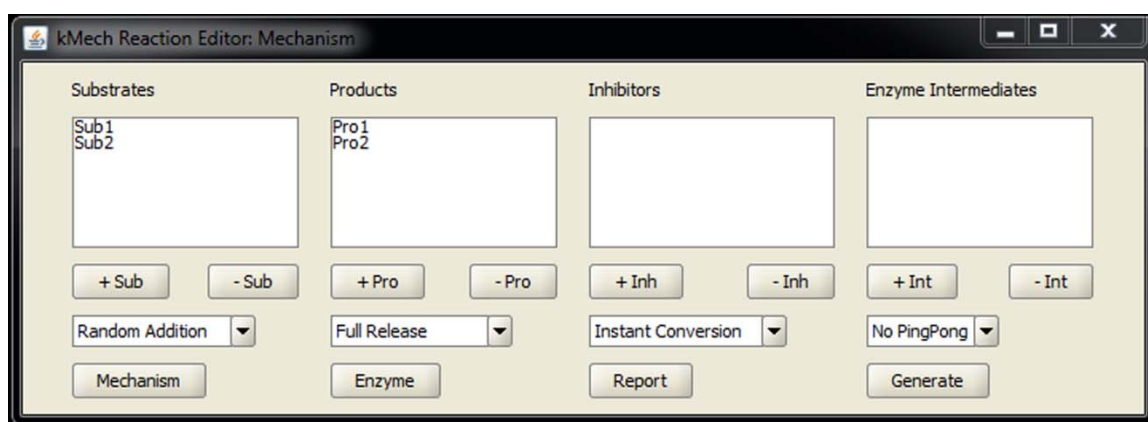 kMech Reaction Editor: Mechanism
Substrates Products Inhibitors Enzyme Intermediates
Sub1 Pro1
Sub2 Pro2
+ Sub - Sub + Pro - Pro + Inh - Inh + Int - Int
Random Addition Full Release Instant Conversion No PingPong
Mechanism Enzyme Report Generate